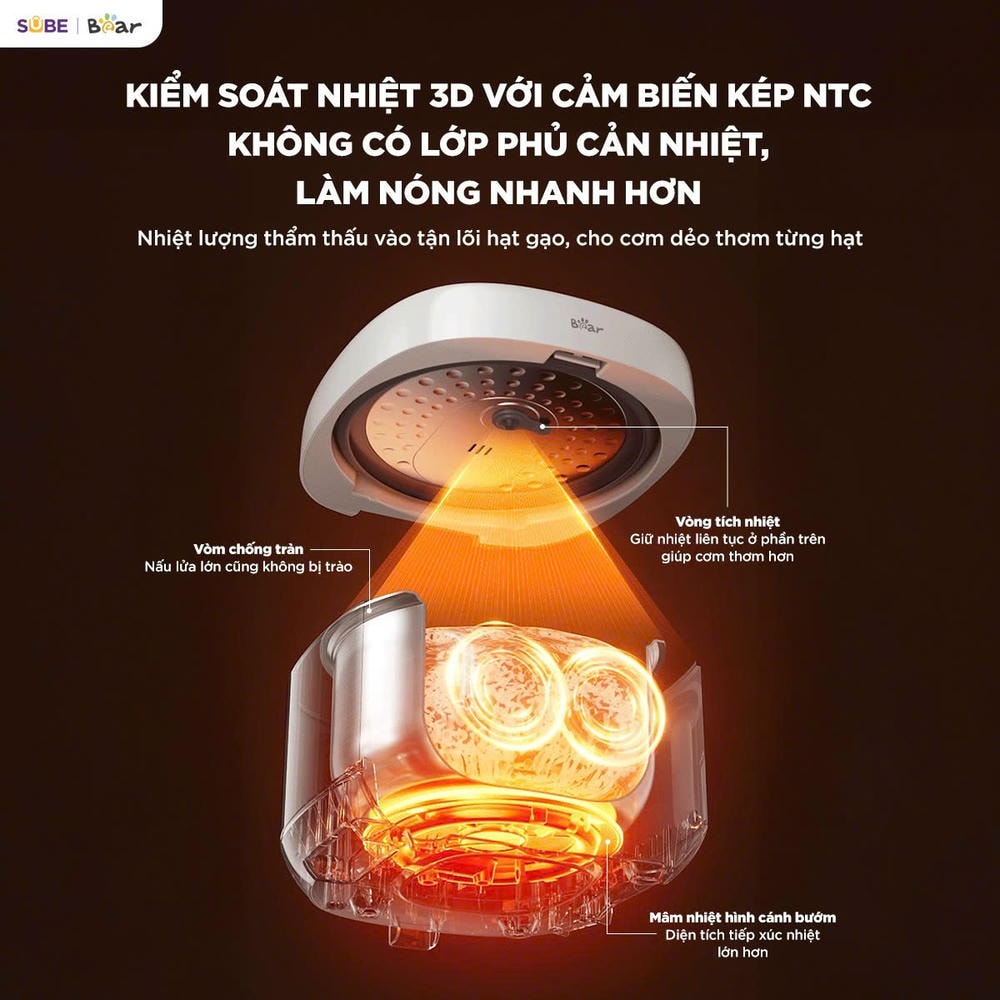 SUBE | Bear
KIỂM SOÁT NHIỆT 3D VỚI CẢM BIẾN KÉP NTC
KHÔNG CÓ LỚP PHỦ CẢN NHIỆT,
LÀM NÓNG NHANH HƠN
Nhiệt lượng thẩm thấu vào tận lõi hạt gạo, cho cơm dẻo thơm từng hạt
Bear
Vòng tích nhiệt
Giữ nhiệt liên tục ở phần trên
giúp cơm thơm hơn
Vòm chống tràn
Nấu lửa lớn cũng không bị trào
Mâm nhiệt hình cánh bướm
Diện tích tiếp xúc nhiệt
lớn hơn